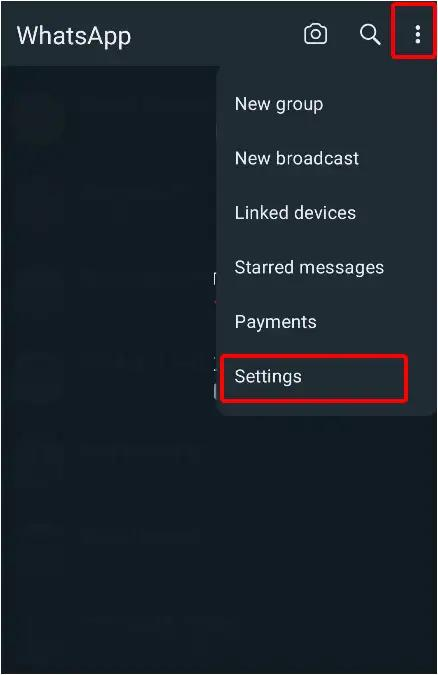 WhatsApp
New group
New broadcast
Linked devices
Starred messages
Payments
Settings